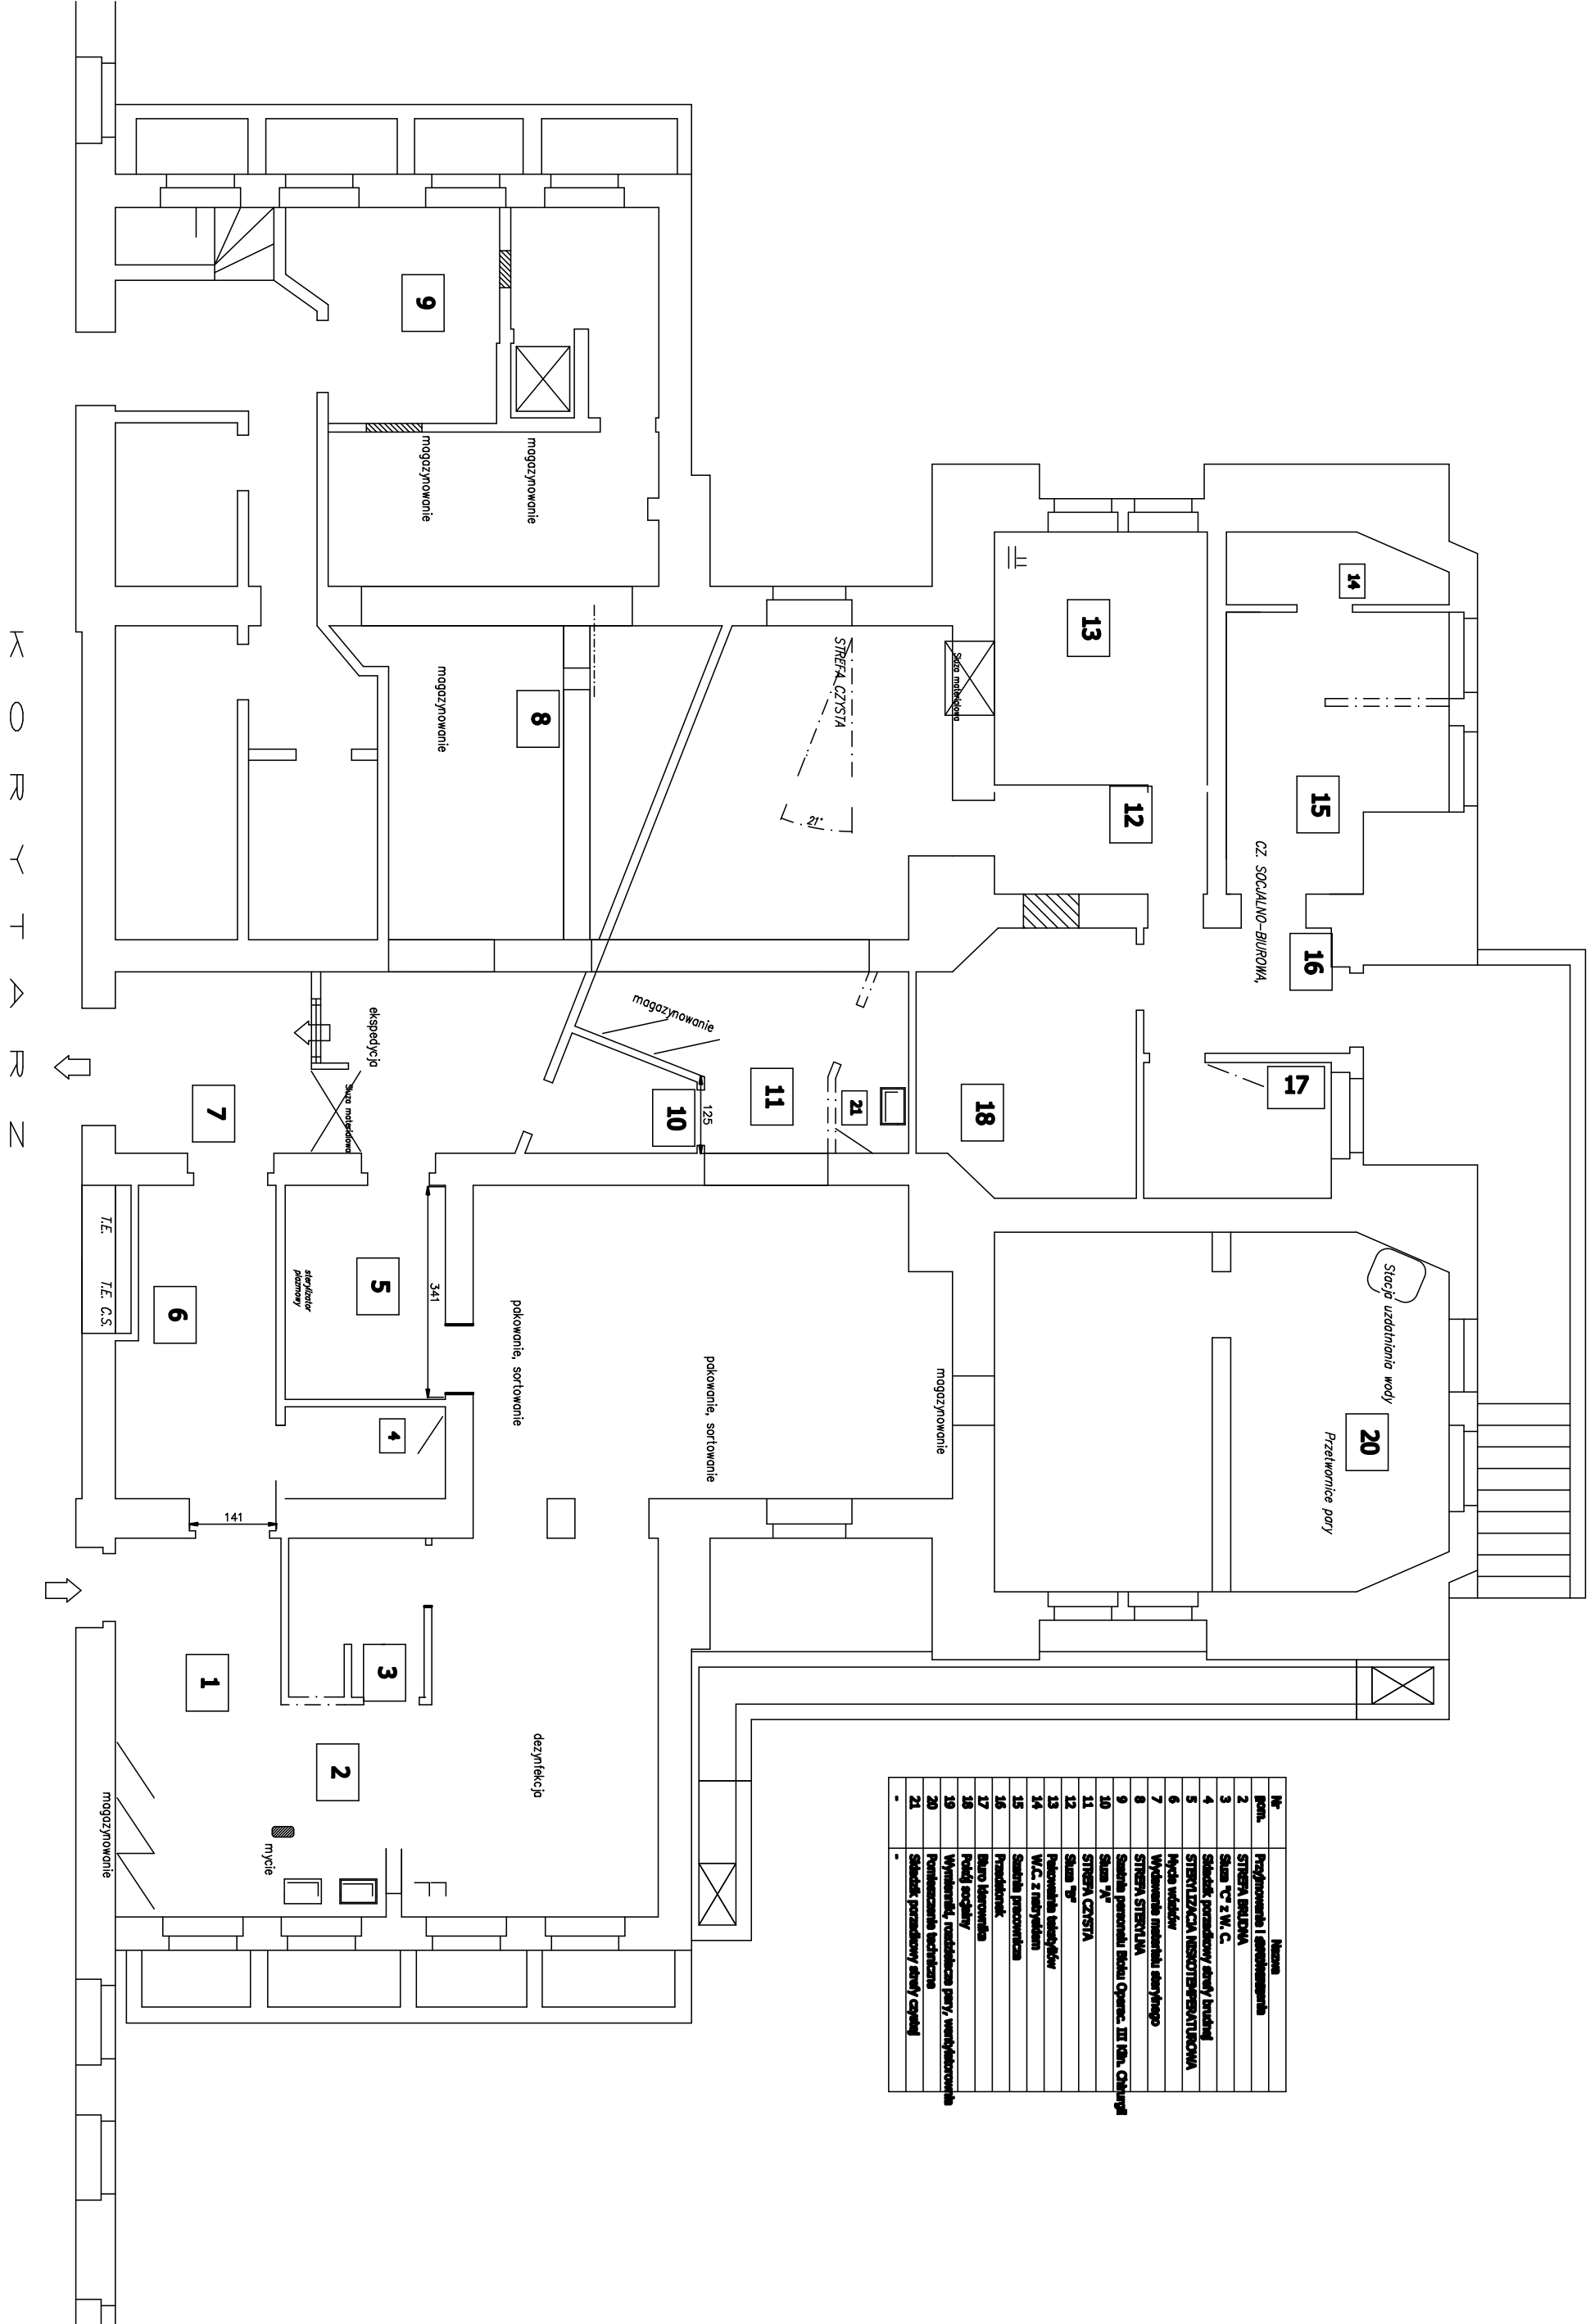 K O R Y T A R Z
magazynowanie
mycie
dezynfekcja
1
2
3
4
5
6
7
8
9
10
11
12
13
14
15
16
17
18
20
21
141
341
125
21°
T.E.
T.E. C.S.
sterylizator
plazmowy
pakowanie, sortowanie
pakowanie, sortowanie
magazynowanie
Stacja uzdatniania wody
Przetwornice pary
ekspedycja
Śluza materiałowa
magazynowanie
magazynowanie
magazynowanie
magazynowanie
STREFA CZYSTA
Śluza materiałowa
CZ. SOCJALNO-BIUROWA,
Nr Nazwa
pom. Przyjmowanie i
2 STREFA BRUDNA
3 Śluza "C" z W. C.
4 Składzik porządkowy strefy brudnej
5 STERYLIZACJA NISKOTEMPERATUROWA
6 Mycie wózków
7 Wydawanie materiału sterylnego
8 STREFA STERYLNA
9 Szatnia personelu Bloku Operac. III Klin. Chirurgii
10 Śluza "A"
11 STREFA CZYSTA
12 Śluza "B"
13 Pakowanie tekstyliów
14 W.C. z natryskiem
15 Szatnia pracownicza
16 Przedsionek
17 Biuro kierownika
18 Pokój socjalny
19 Wymienniki, rozdzielacze pary, wentylatorownia
20 Pomieszczenie techniczne
21 Składzik porządkowy strefy czystej
- -